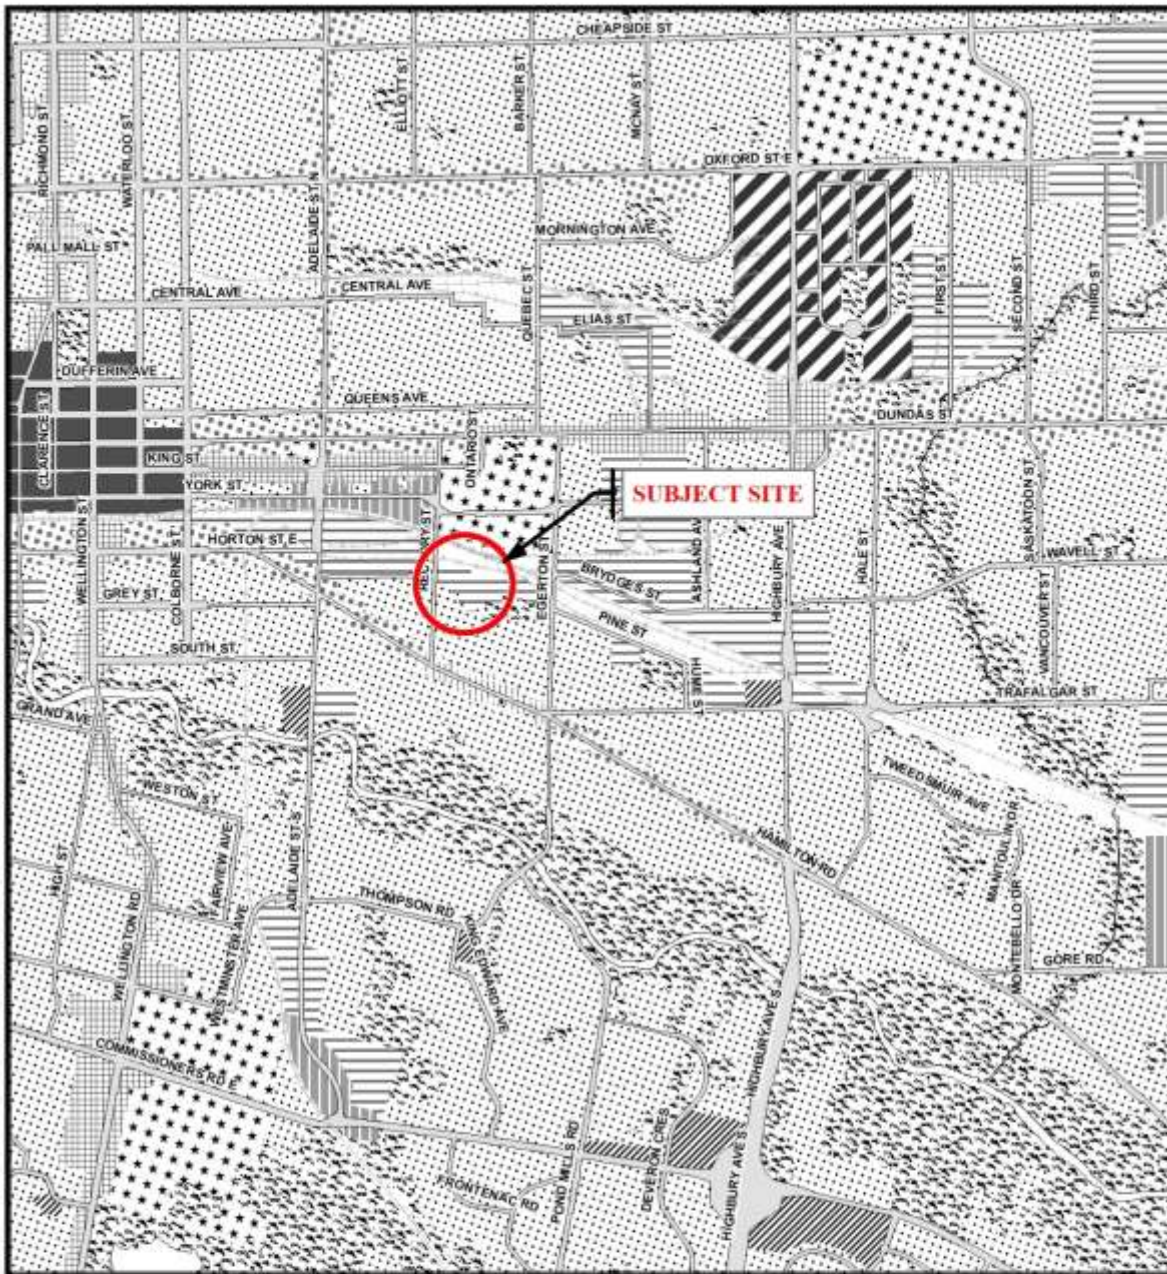 CHEAPSIDE ST
ELLIOTT ST
BARKER ST.
MCNAY ST.
RICHMOND ST
WATERLOO ST
ADELAIDE ST N
OXFORD ST E
PALL MALL ST
MORNINGTON AVE
CENTRAL AVE
CENTRAL AVE
QUEBEC ST
ELIAS ST
FIRST ST
SECOND ST
THIRD ST
DUFFERIN AVE
QUEENS AVE
DUNDAS ST
CLARENCE ST
KING ST
ONTARIO ST
YORK ST
SUBJECT SITE
WELLINGTON ST
COLBORNE ST
HORTON ST E
EGERTON ST
ASHLAND AV
HIGHBURY AVE
HALE ST
SASKATOON ST
WAVELL ST
GREY ST.
BRYDGES ST
PINE ST
VANCOUVER ST
SOUTH ST
HUME ST
TRAFALGAR ST
GRAND AVE
WESTON ST
TWEEDSMUIR AVE
FAIRVIEW AVE
ADELAIDE ST S
HAMILTON RD
MANITOULIN DR
HIGH ST
WELLINGTON RD
WESTMINSTER AVE
THOMPSON RD
KING EDWARD AVE
MONTEBELLO DR
GORE RD
COMMISSIONERS RD E
HIGHBURY AVE S
FRONTENAC RD
POND MILLS RD
DEVERON CRES
HIGHBURY AVE S